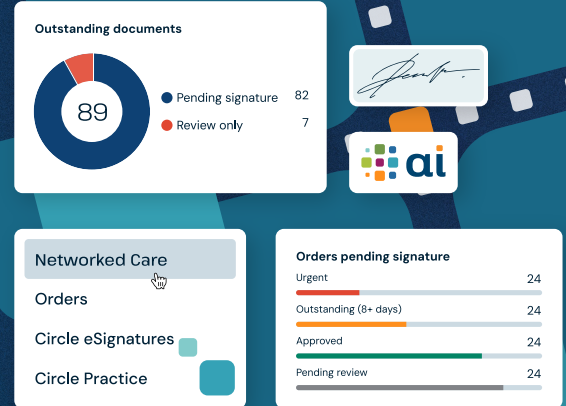 Outstanding documents
89
Pending signature 82
Review only 7
ai
Networked Care
Orders
Circle eSignatures
Circle Practice
Orders pending signature
Urgent 24
Outstanding (8+ days) 24
Approved 24
Pending review 24